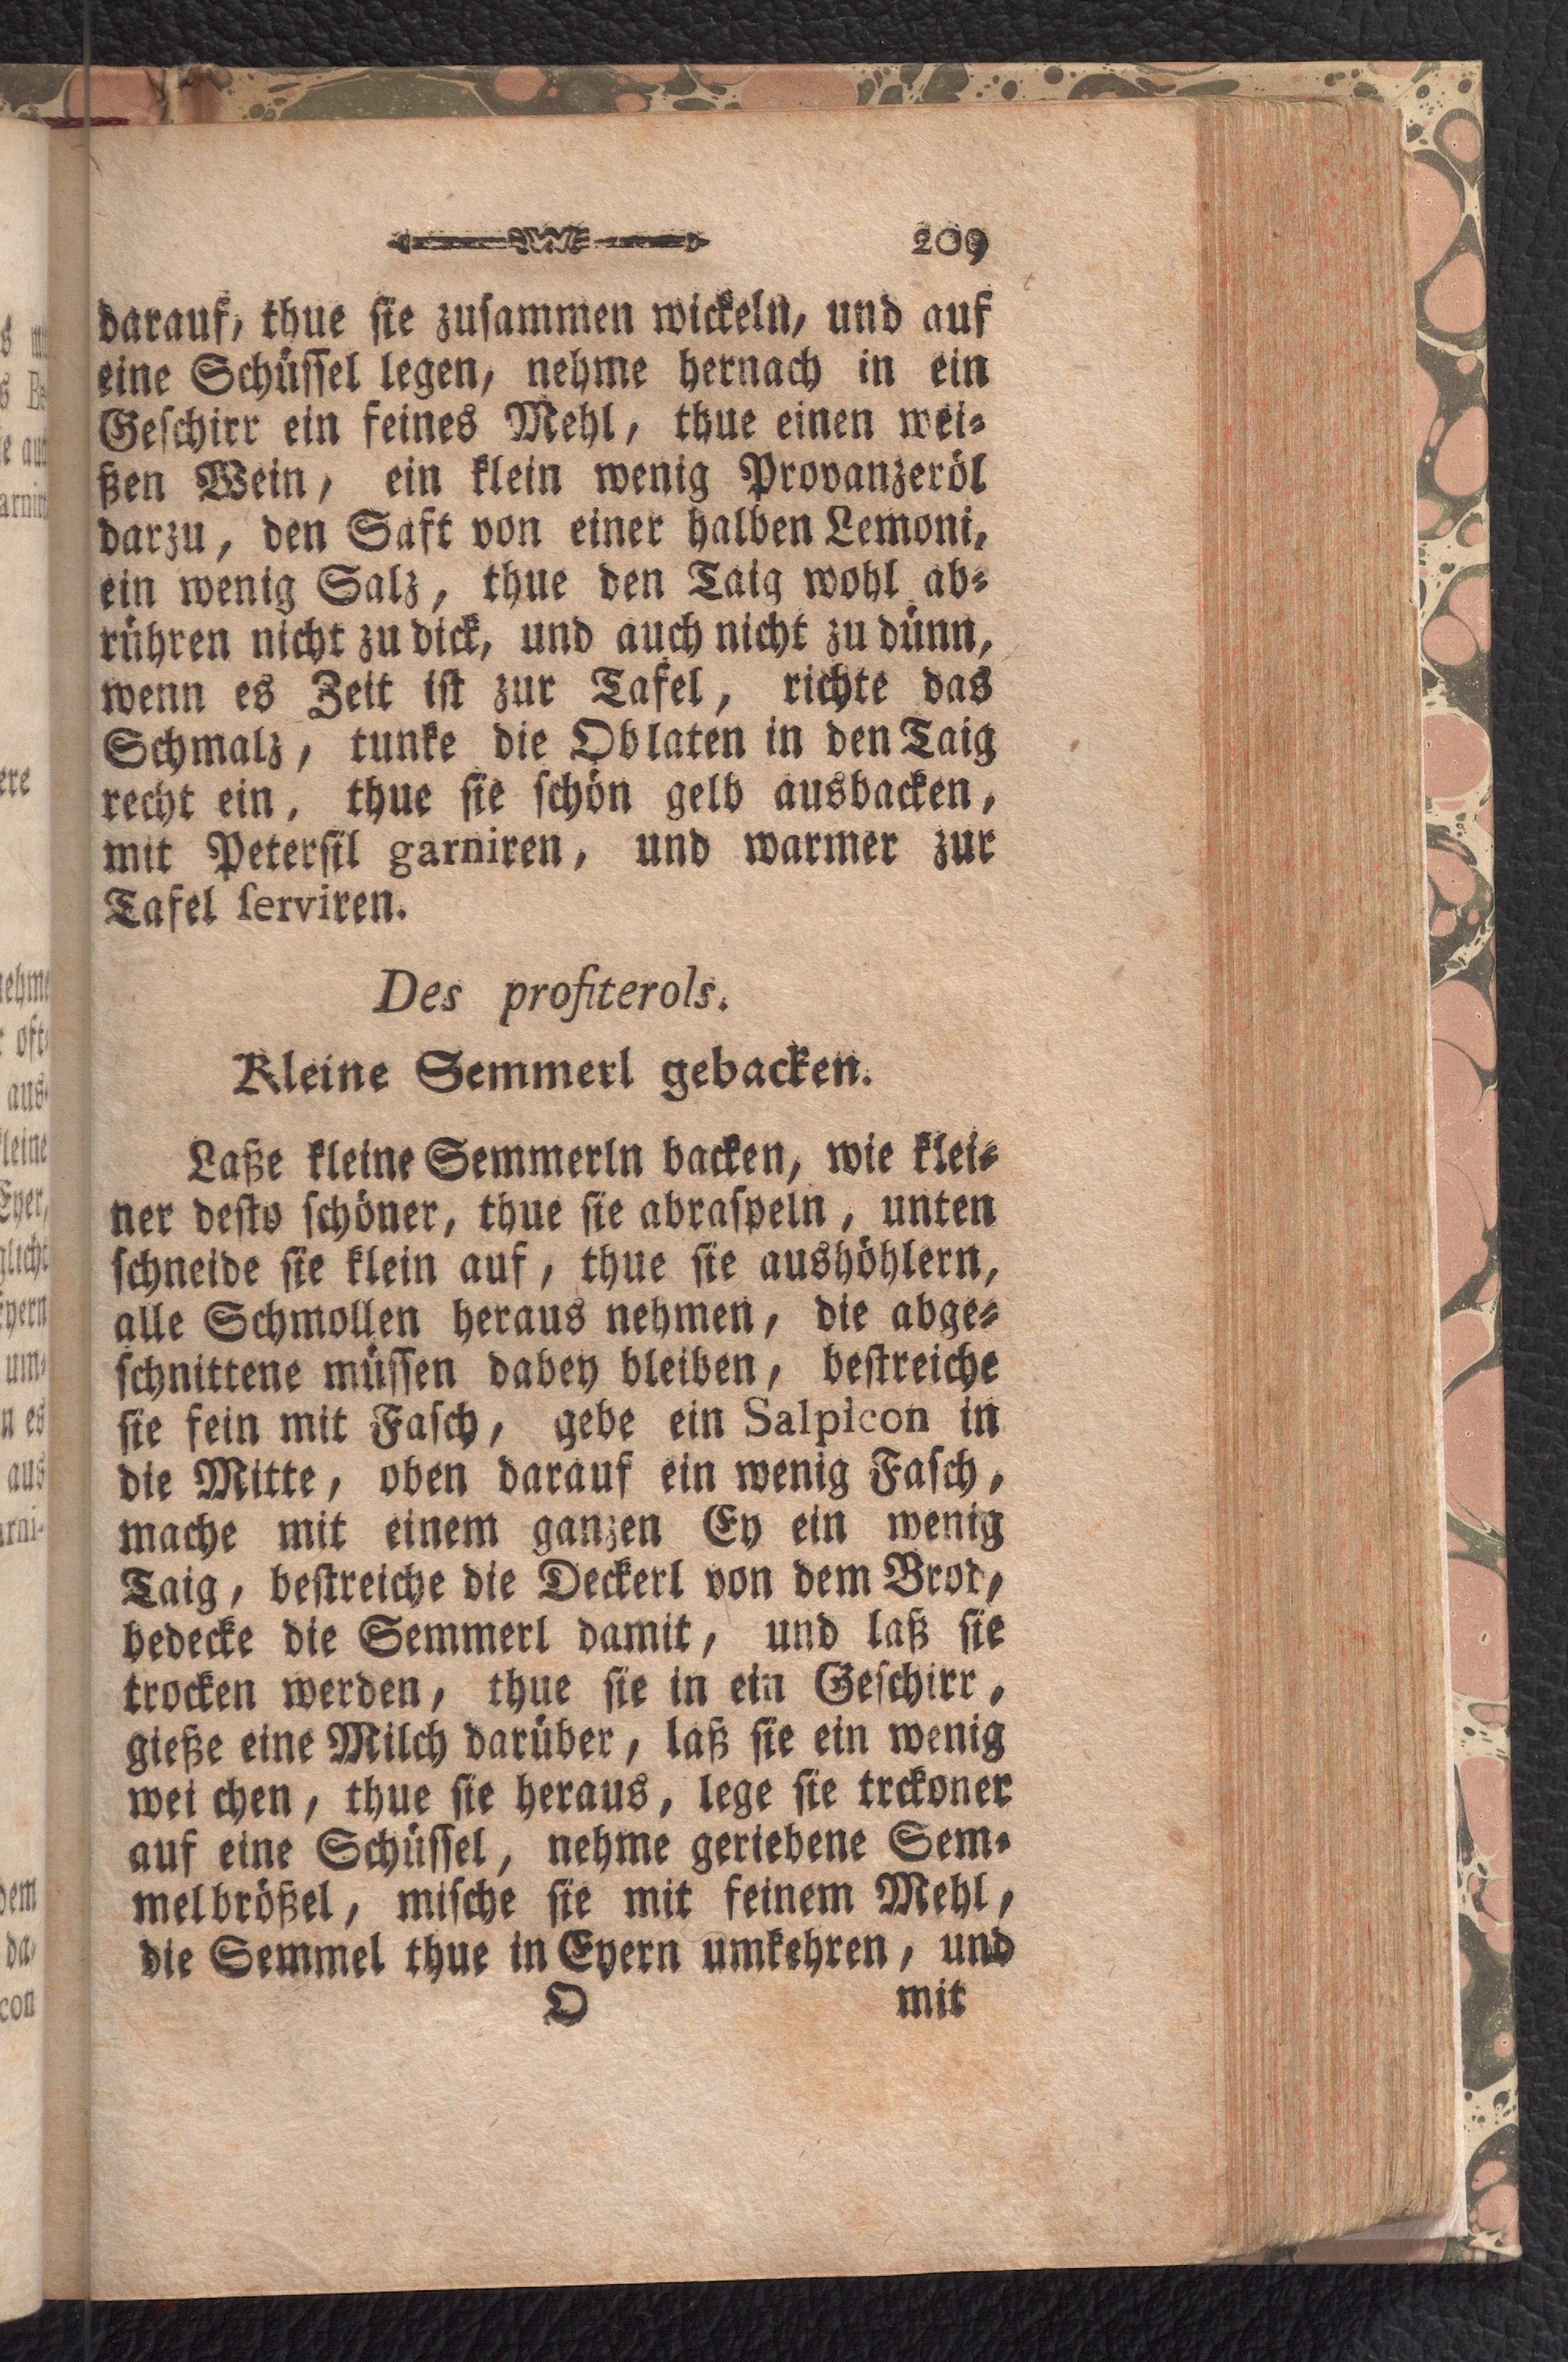 209
darauf, thue ſie zuſammen wickeln, und auf
eine Schüſſel legen, nehme hernach in ein
Geſchirr ein feines Mehl, thue einen wei⸗
ßen Wein, ein klein wenig Provanzeröl
darzu, den Saft von einer halben Lemoni,
ein wenig Salz, thue den Taig wohl ab⸗
rühren nicht zu dick, und auch nicht zu dünn,
wenn es Zeit iſt zur Tafel, richte das
Schmalz, tunke die Oblaten in den Taig
recht ein, thue ſie ſchön gelb ausbacken,
mit Peterſil garniren, und warmer zur
Tafel ſerviren.
Des profiterols.
Kleine Semmerl gebacken.
Laße kleine Semmerln backen, wie klei⸗
ner deſto ſchöner, thue ſie abraſpeln, unten
ſchneide ſie klein auf, thue ſie aushöhlern,
alle Schmollen heraus nehmen, die abge⸗
ſchnittene müſſen dabey bleiben, beſtreiche
ſie fein mit Faſch, gebe ein Salpicon in
die Mitte, oben darauf ein wenig Faſch,
mache mit einem ganzen Ey ein wenig
Taig, beſtreiche die Deckerl von dem Brod,
bedecke die Semmerl damit, und laß ſie
trocken werden, thue ſie in ein Geſchirr,
gieße eine Milch darüber, laß ſie ein wenig
wei chen, thue ſie heraus, lege ſie trckoner
auf eine Schüſſel, nehme geriebene Sem⸗
melbrößel, miſche ſie mit feinem Mehl,
die Semmel thue in Eyern umkehren, und
O mit